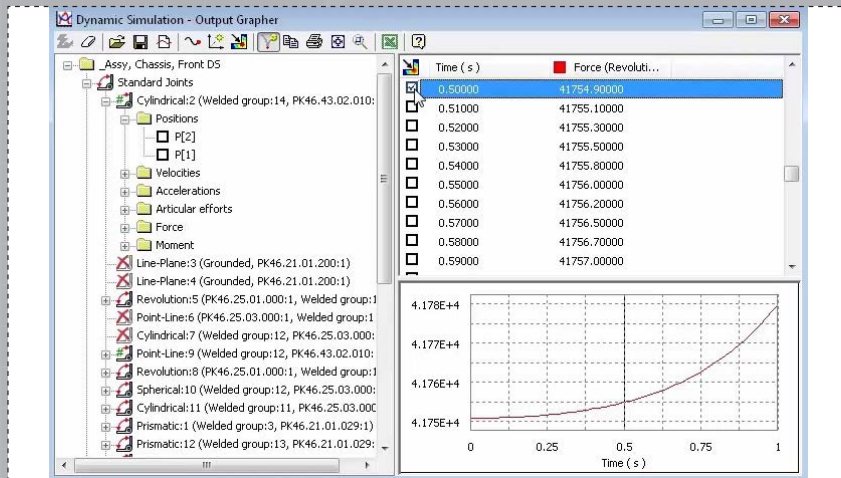 Dynamic Simulation - Output Grapher
_Assy, Chassis, Front DS
Standard Joints
Cylindrical:2 (Welded group:14, PK46.43.02.010:
Positions
P[2]
P[1]
Velocities
Accelerations
Articular efforts
Force
Moment
Line-Plane:3 (Grounded, PK46.21.01.200:1)
Line-Plane:4 (Grounded, PK46.21.01.200:1)
Revolution:5 (PK46.25.01.000:1, Welded group:1
Point-Line:6 (PK46.25.03.000:1, Welded group:1
Cylindrical:7 (Welded group:12, PK46.25.03.000:
Point-Line:9 (Welded group:12, PK46.43.02.010:
Revolution:8 (PK46.25.01.000:1, Welded group:1
Spherical:10 (Welded group:12, PK46.25.03.000:
Cylindrical:11 (Welded group:11, PK46.25.03.000
Prismatic:1 (Welded group:3, PK46.21.01.029:1)
Prismatic:12 (Welded group:13, PK46.21.01.029:
Time ( s ) Force (Revoluti...
0.50000 41754.90000
0.51000 41755.10000
0.52000 41755.30000
0.53000 41755.50000
0.54000 41755.80000
0.55000 41756.00000
0.56000 41756.20000
0.57000 41756.50000
0.58000 41756.70000
0.59000 41757.00000
4.178E+4
4.177E+4
4.176E+4
4.175E+4
0 0.25 0.5 0.75 1
Time ( s )